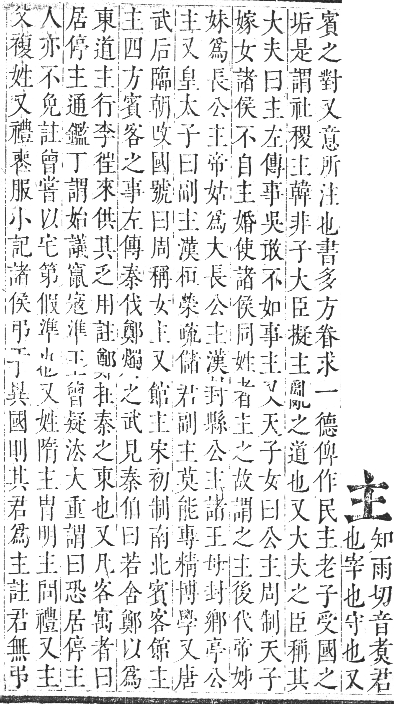 主
知雨切音麈君
也宰也守也又
賓之對又意所注也書多方眷求一德俾作民主老子受國之
垢是謂社稷主韓非子大臣擬主亂之道也又大夫之臣稱其
大夫曰主左傳事吳敢不如事主又天子女曰公主周制天子
嫁女諸侯不自主婚使諸侯同姓者主之故謂之主後代帝姊
妹爲長公主帝姑爲大長公主漢封縣公主諸王母封鄉亭公
主又皇太子曰副主漢桓榮疏儲君副主莫能專精博學又唐
武后臨朝攺國號曰周稱女主又館主宋初制南北賓客館主
主四方賓客之事左傳秦伐鄭燭之武見秦伯曰若舍鄭以爲
東道主行李徃來供其乏用註鄭在秦之東也又凡客寓者曰
居停主通鑑丁謂始議竄寇準王曾疑汰大重謂曰恐居停主
人亦不免註曾嘗以宅第假準也又姓隋主胄明主問禮又主
父複姓又禮喪服小記諸侯弔于異國則其君爲主註君無弔